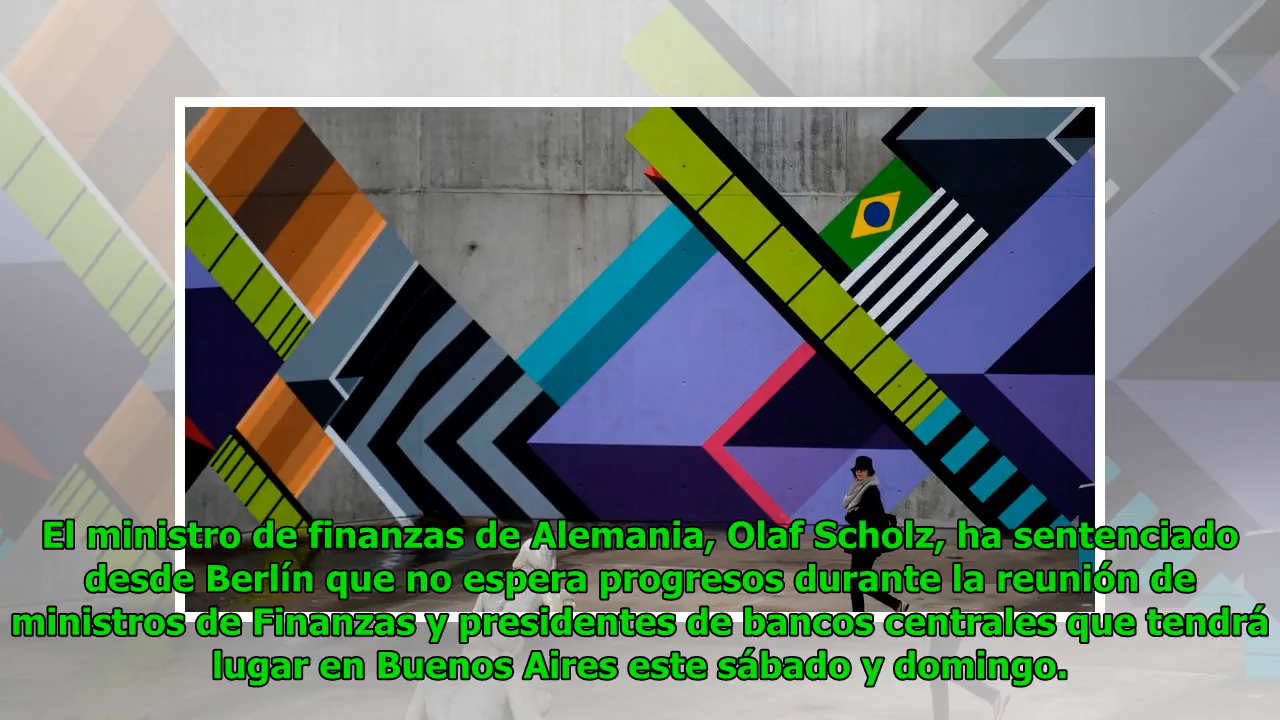 El ministro de finanzas de Alemania, Olaf Scholz, ha sentenciado
desde Berlín que no espera progresos durante la reunión de
ministros de Finanzas y presidentes de bancos centrales que tendrá
lugar en Buenos Aires este sábado y domingo.